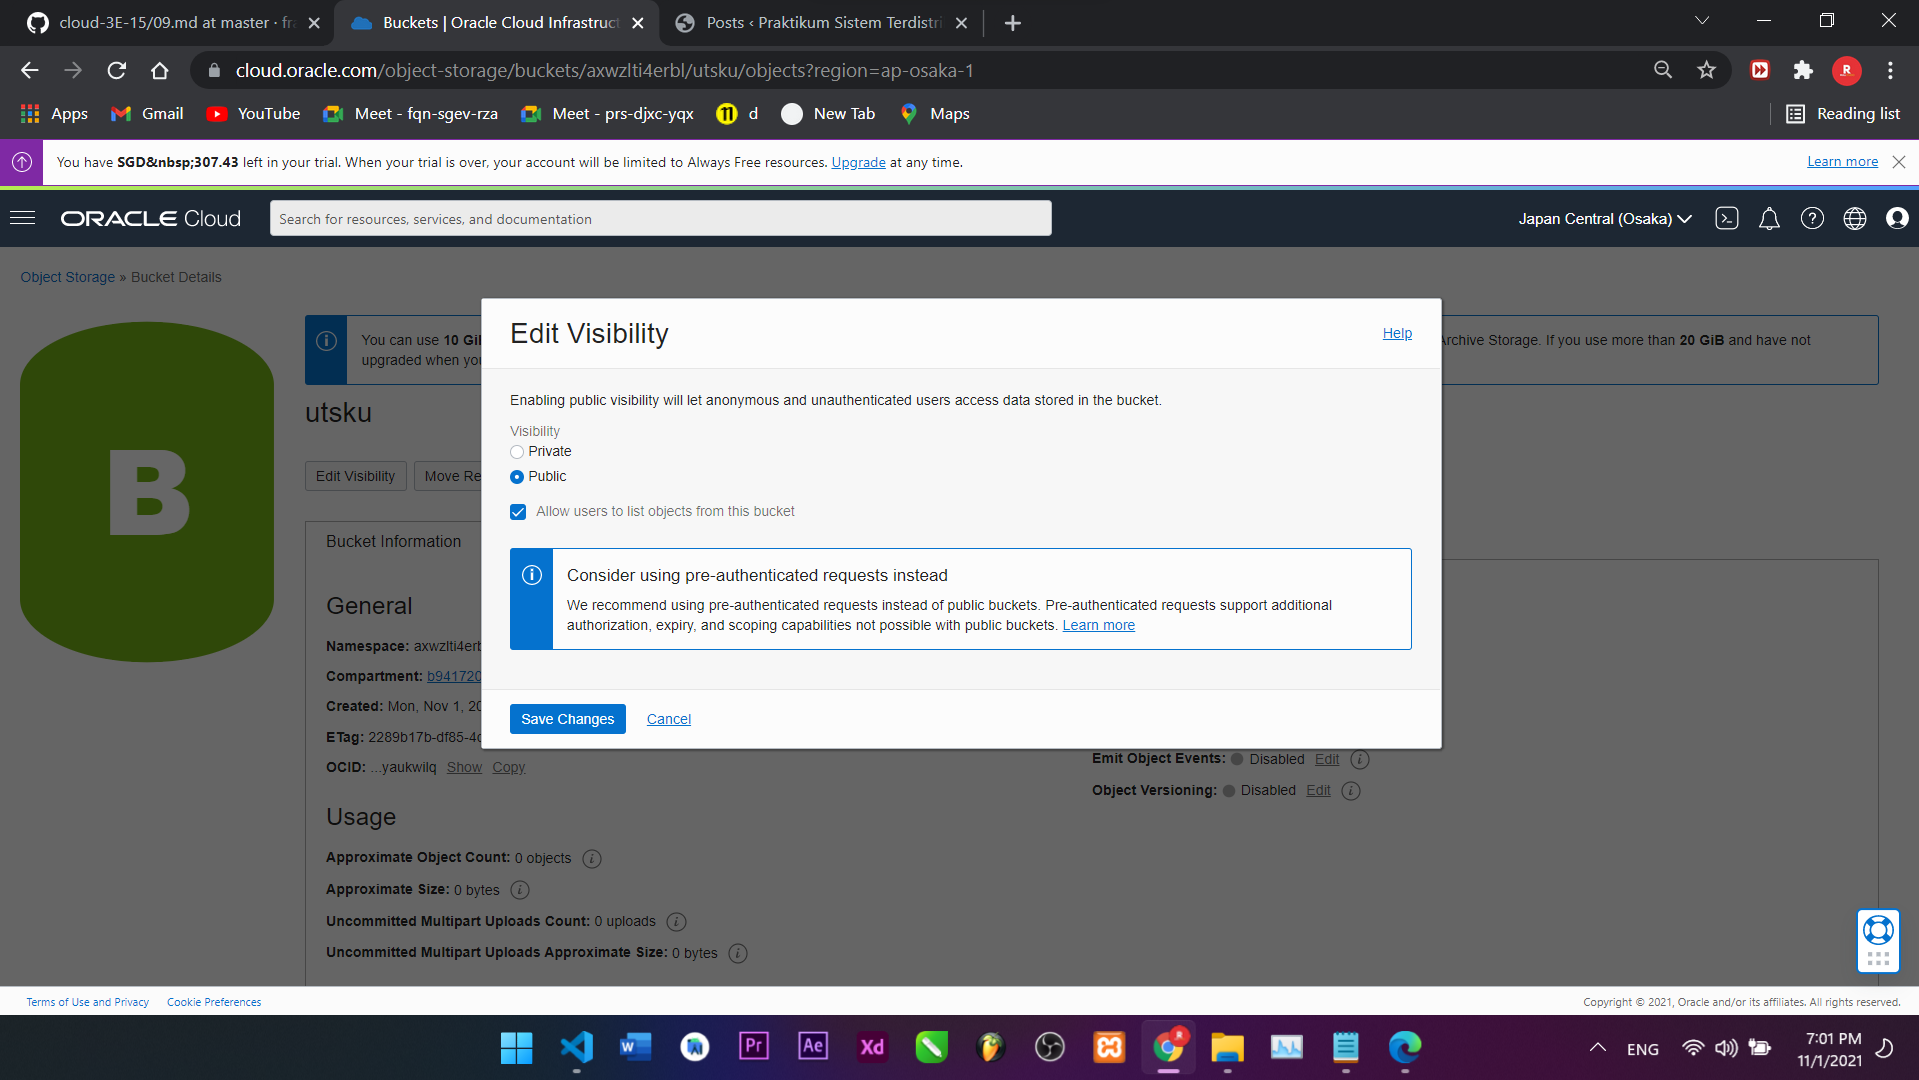 cloud-3E-15/09.md at master · fra
Buckets | Oracle Cloud Infrastruct
Posts ‹ Praktikum Sistem Terdistri
cloud.oracle.com/object-storage/buckets/axwzlti4erbl/utsku/objects?region=ap-osaka-1
R
Apps
Gmail
YouTube
Meet - fqn-sgev-rza
Meet - prs-djxc-yqx
d
New Tab
Maps
Reading list
You have SGD&nbsp;307.43 left in your trial. When your trial is over, your account will be limited to Always Free resources. Upgrade at any time.
Learn more
ORACLE Cloud
Search for resources, services, and documentation
Japan Central (Osaka)
Object Storage » Bucket Details
B
You can use 10 GiB
Archive Storage. If you use more than 20 GiB and have not
upgraded when you
utsku
Edit Visibility
Move Re
Bucket Information
General
Namespace: axwzlti4erb
Compartment: b941720
Created: Mon, Nov 1, 20
ETag: 2289b17b-df85-4c
OCID: ...yaukwilq Show Copy
Usage
Approximate Object Count: 0 objects
Approximate Size: 0 bytes
Uncommitted Multipart Uploads Count: 0 uploads
Uncommitted Multipart Uploads Approximate Size: 0 bytes
Emit Object Events: Disabled Edit
Object Versioning: Disabled Edit
Edit Visibility
Help
Enabling public visibility will let anonymous and unauthenticated users access data stored in the bucket.
Visibility
Private
Public
Allow users to list objects from this bucket
Consider using pre-authenticated requests instead
We recommend using pre-authenticated requests instead of public buckets. Pre-authenticated requests support additional
authorization, expiry, and scoping capabilities not possible with public buckets. Learn more
Save Changes
Cancel
Terms of Use and Privacy
Cookie Preferences
Copyright © 2021, Oracle and/or its affiliates. All rights reserved.
Pr
Ae
Xd
ENG
7:01 PM
11/1/2021